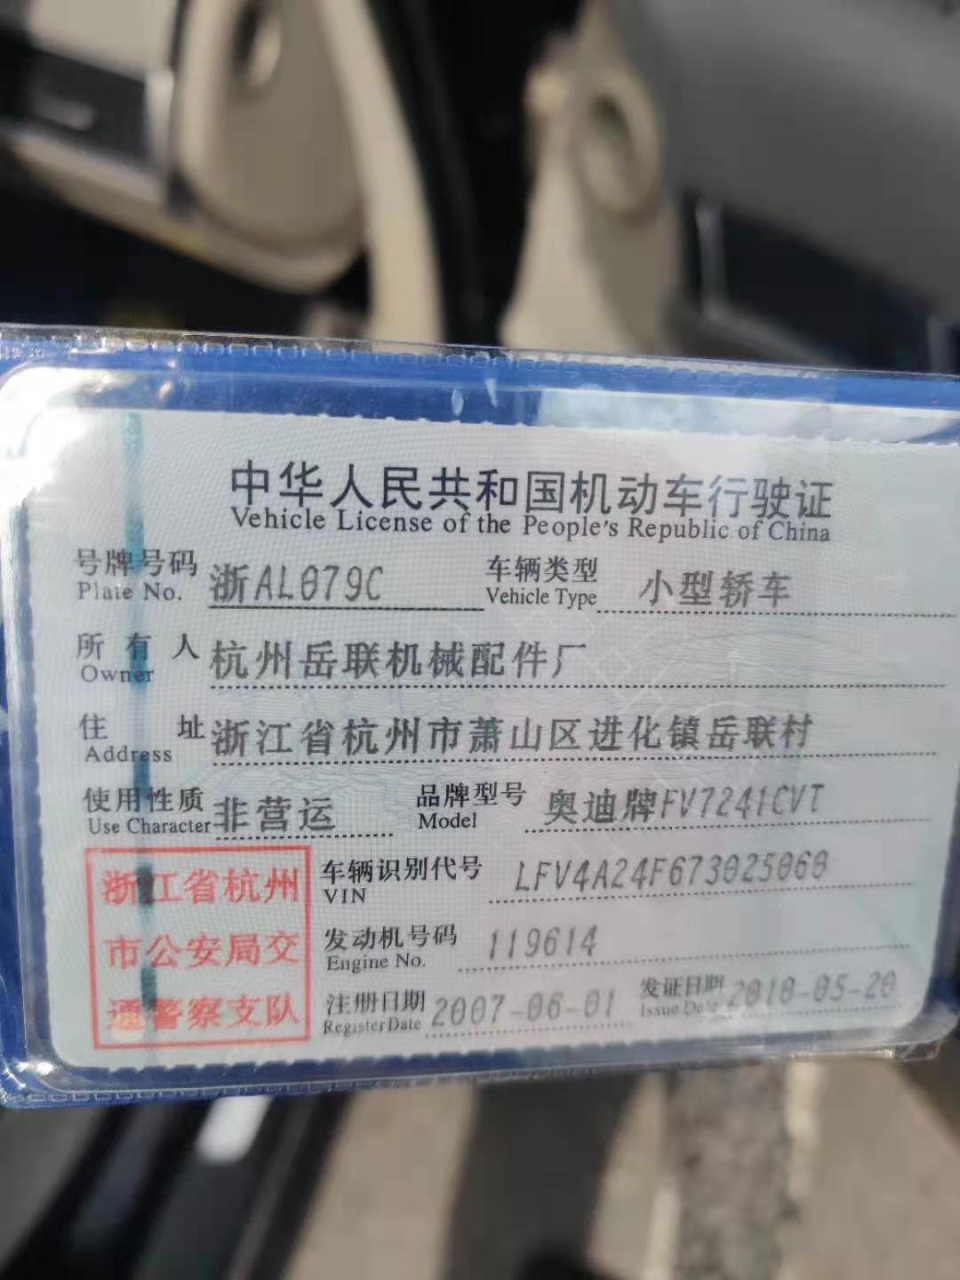 中华人民共和国机动车行驶证
Vehicle License of the People's Republic of China
号牌号码 浙AL079C 车辆类型 小型轿车
Plate No. Vehicle Type
所有人 杭州岳联机械配件厂
Owner
住址 浙江省杭州市萧山区进化镇岳联村
Address
使用性质 非营运 品牌型号 奥迪牌FV7241CVT
Use Character Model
浙江省杭州
市公安局交
通警察支队
车辆识别代号 LFV4A24F673025060
VIN
发动机号码 119614
Engine No.
注册日期 2007-06-01 发证日期 2010-05-20
Register Date Issue Date